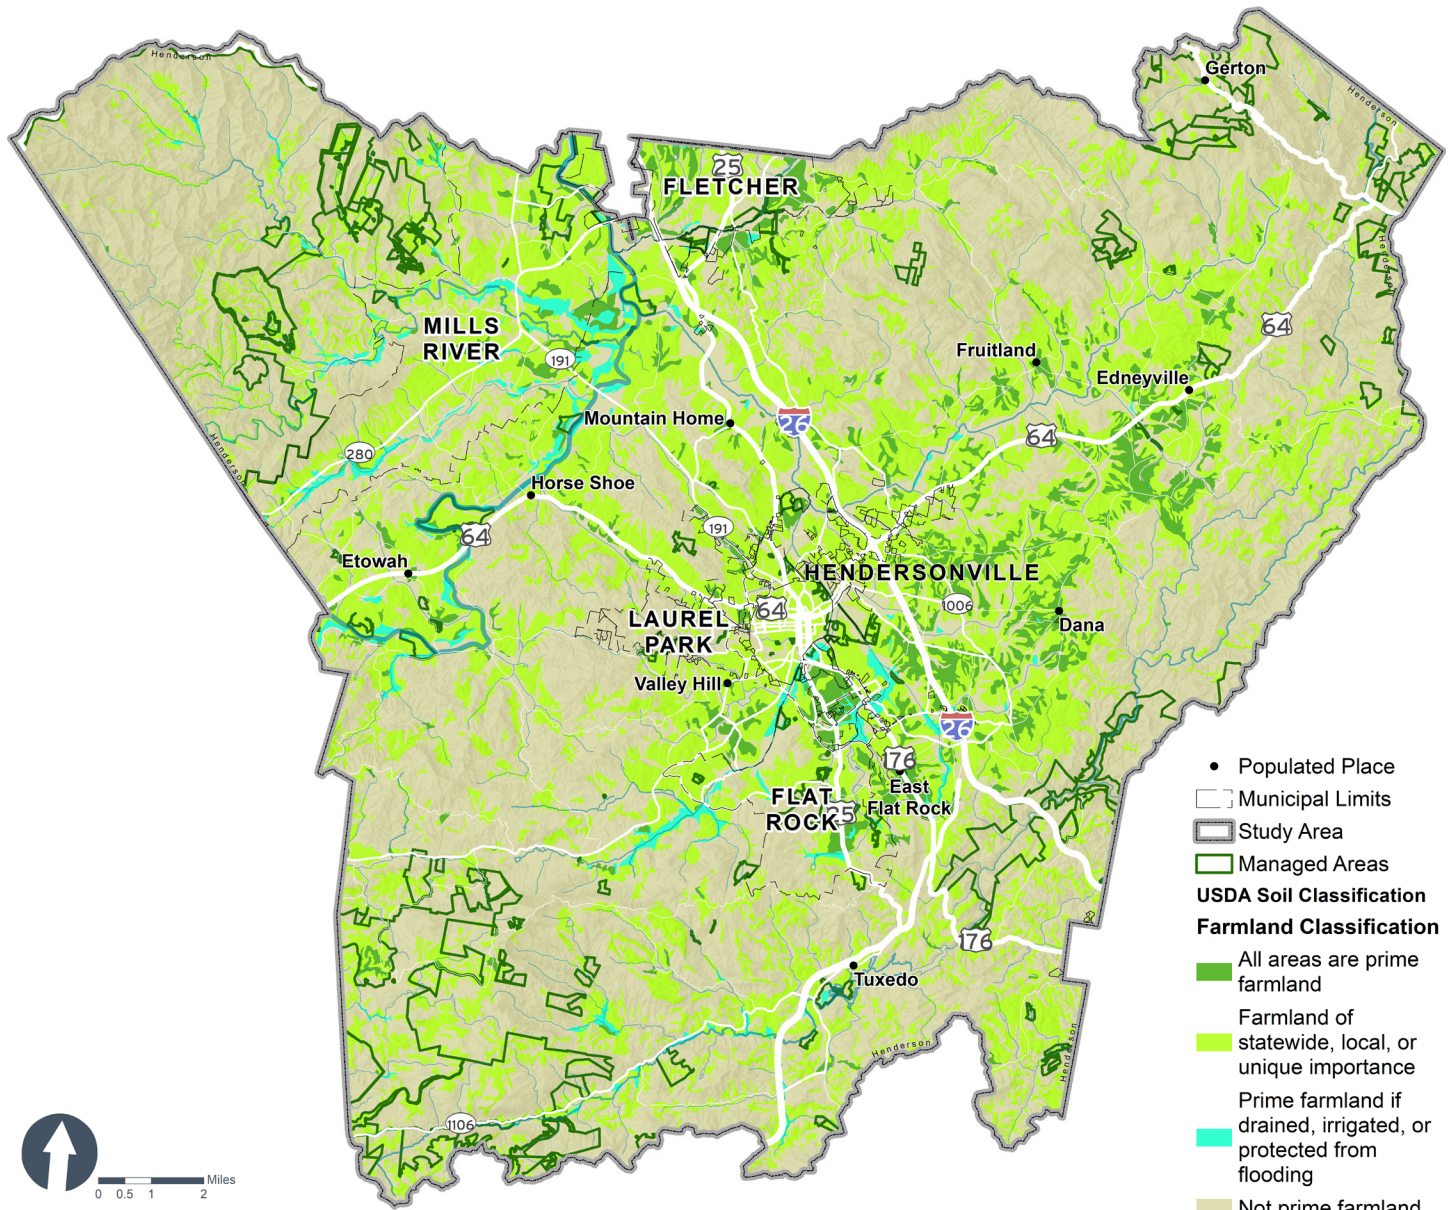 Henderson
Gerton
Henderson
25
FLETCHER
Henderson
64
MILLS
RIVER
191
Fruitland
Edneyville
Mountain Home
26
64
280
Henderson
Horse Shoe
191
64
Etowah
HENDERSONVILLE
64
1006
LAUREL
PARK
Dana
Valley Hill
26
176
East
Flat Rock
FLAT
ROCK
25
176
Tuxedo
Henderson
Henderson
1106
Populated Place
Municipal Limits
Study Area
Managed Areas
USDA Soil Classification
Farmland Classification
All areas are prime
farmland
Farmland of
statewide, local, or
unique importance
Prime farmland if
drained, irrigated, or
protected from
flooding
Not prime farmland
Miles
0 0.5 1 2